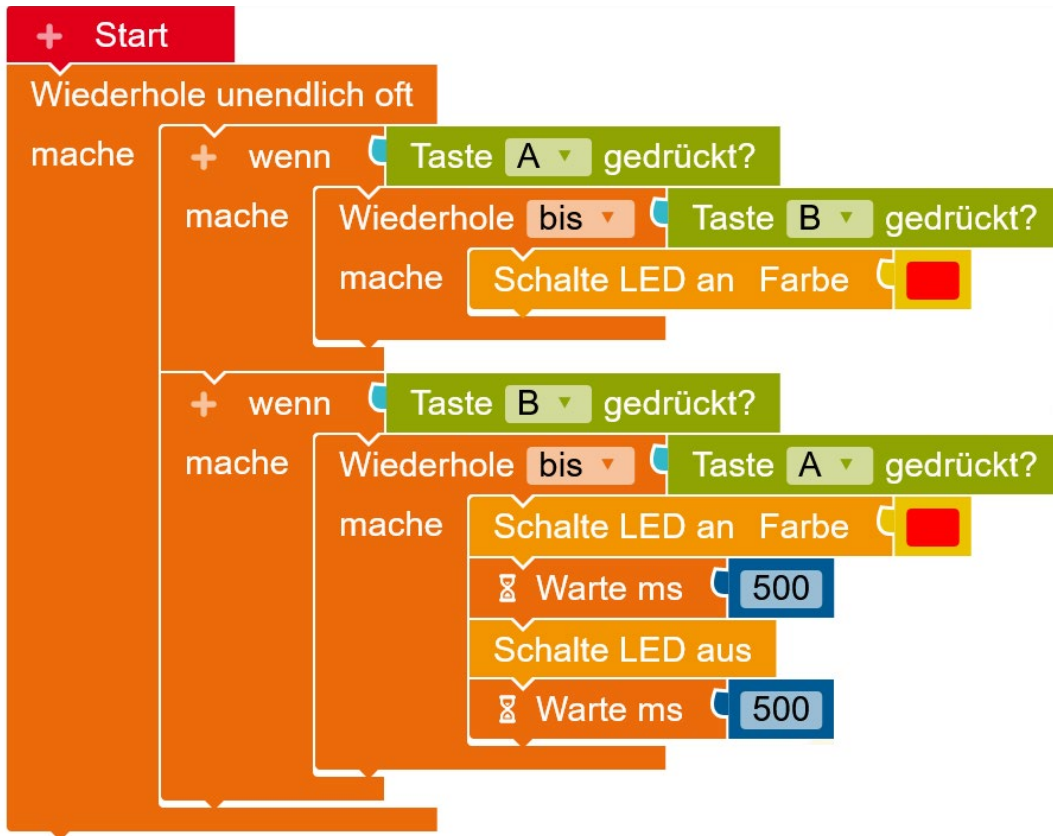 + Start
Wiederhole unendlich oft
mache + wenn Taste A gedrückt?
mache Wiederhole bis Taste B gedrückt?
mache Schalte LED an Farbe
+ wenn Taste B gedrückt?
mache Wiederhole bis Taste A gedrückt?
mache Schalte LED an Farbe
Warte ms 500
Schalte LED aus
Warte ms 500